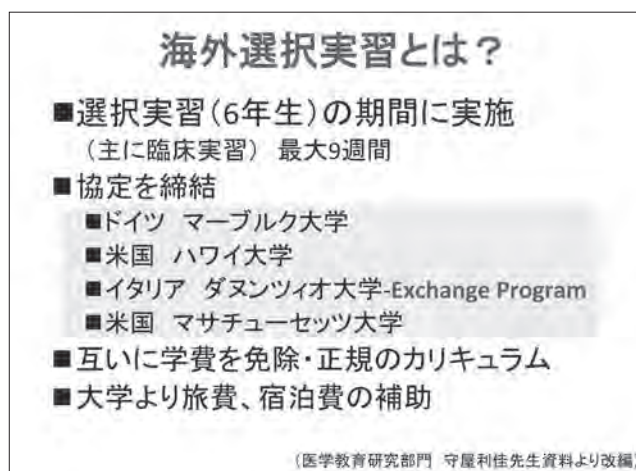 海外選択実習とは？
■選択実習（6年生）の期間に実施
（主に臨床実習） 最大9週間
■協定を締結
■ドイツ マーブルク大学
■米国 ハワイ大学
■イタリア ダヌンツィオ大学-Exchange Program
■米国 マサチューセッツ大学
■互いに学費を免除・正規のカリキュラム
■大学より旅費、宿泊費の補助
（医学教育研究部門 守屋利佳先生資料より改編）